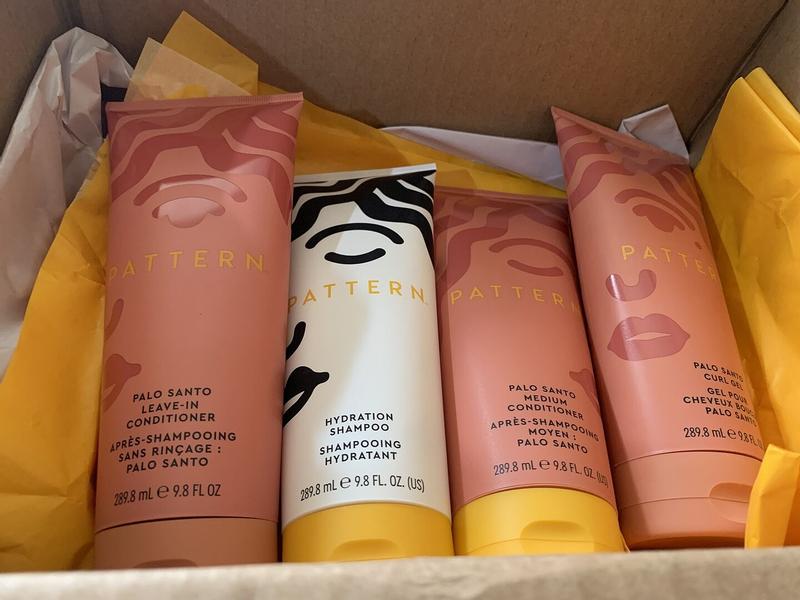 PATTERN
PALO SANTO
LEAVE-IN
CONDITIONER
APRÈS-SHAMPOOING
SANS RINÇAGE :
PALO SANTO
289.8 mL ℮ 9.8 FL OZ
PATTERN
HYDRATION
SHAMPOO
SHAMPOOING
HYDRATANT
289.8 mL ℮ 9.8 FL. OZ. (US)
PATTERN
PALO SANTO
MEDIUM
CONDITIONER
APRÈS-SHAMPOOING
MOYEN :
PALO SANTO
289.8 mL ℮ 9.8 FL. OZ. (US)
PATTER
PALO SANTO
CURL GEL
GEL POUR
CHEVEUX
PALO SANTO
289.8 mL ℮ 9.8 FL.